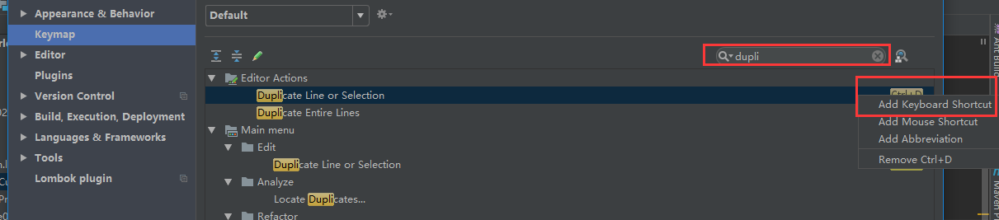 Appearance & Behavior
Keymap
Editor
Plugins
Version Control
Build, Execution, Deployment
Languages & Frameworks
Tools
Lombok plugin
Default
dupli
Editor Actions
Duplicate Line or Selection
Ctrl+D
Duplicate Entire Lines
Main menu
Edit
Duplicate Line or Selection
Analyze
Locate Duplicates...
Refactor
Add Keyboard Shortcut
Add Mouse Shortcut
Add Abbreviation
Remove Ctrl+D
Ant Build
Maven P